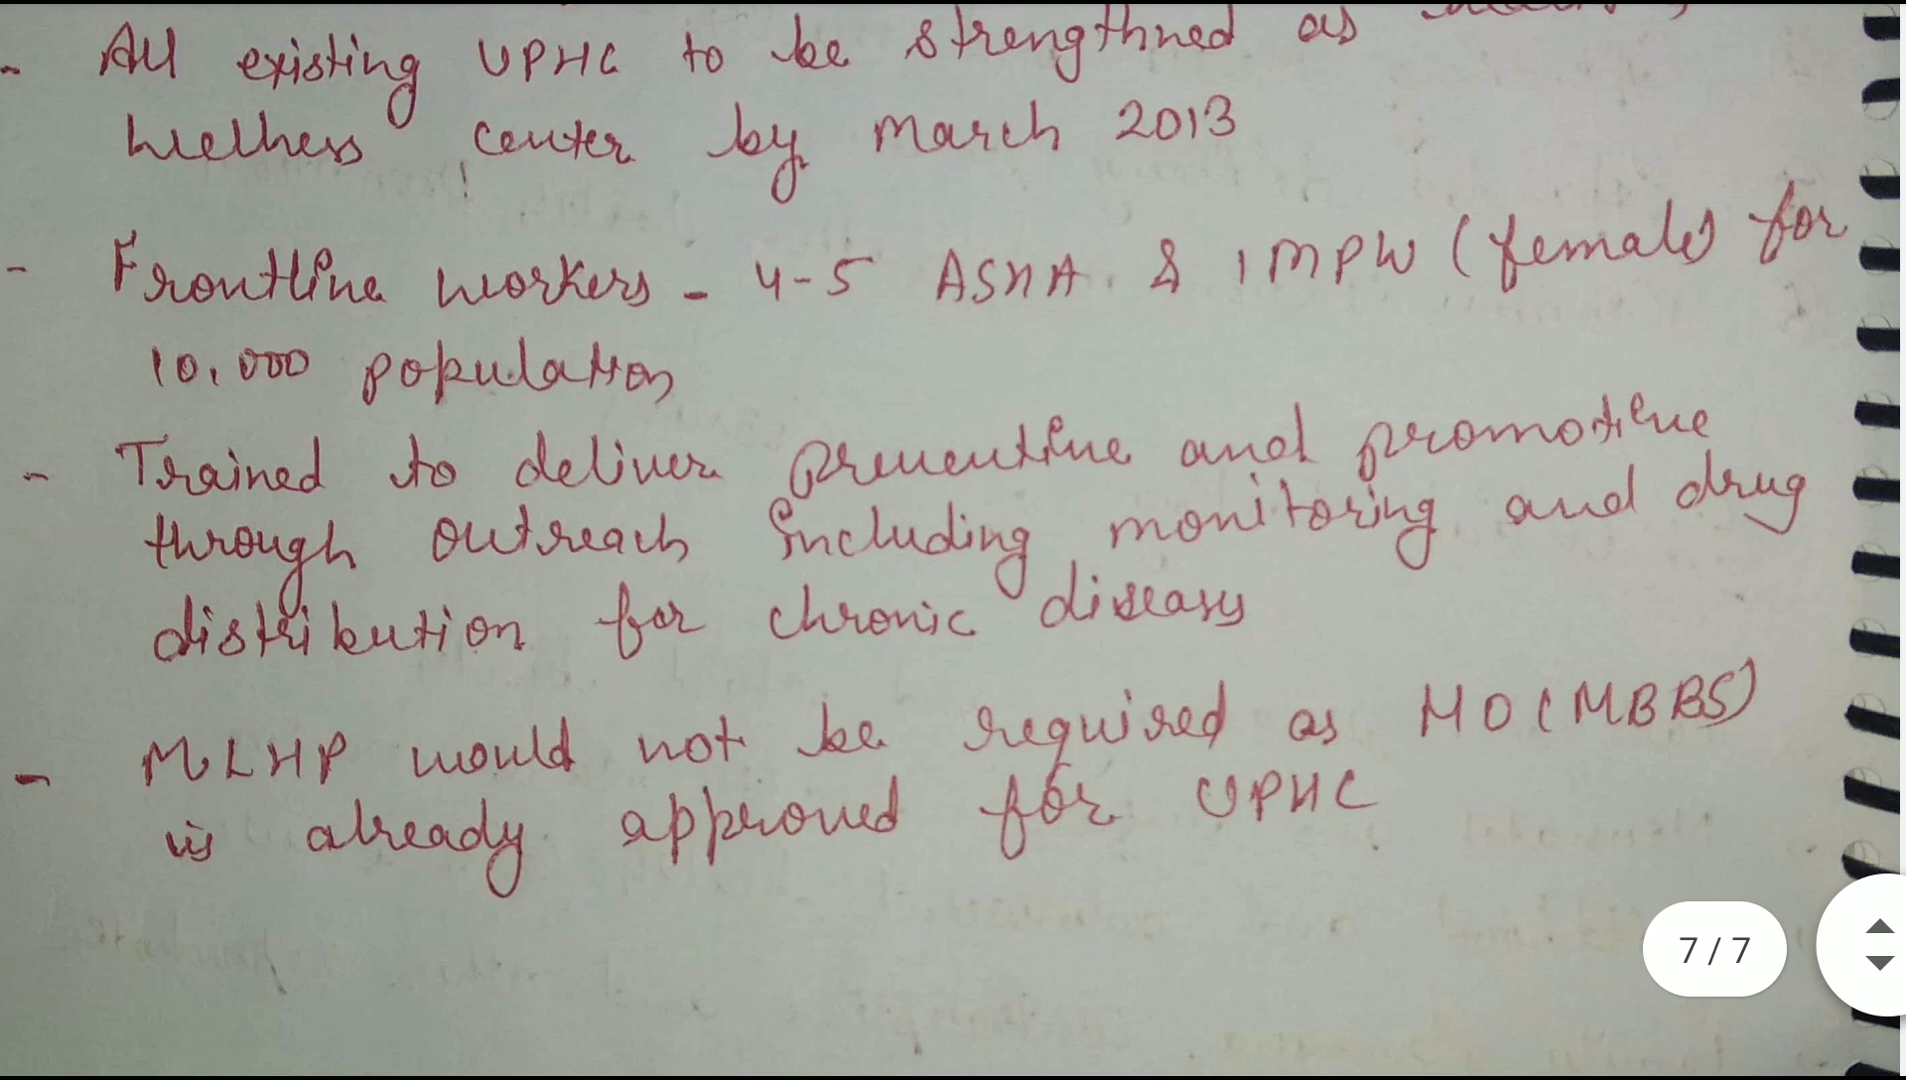 - All existing UPHC to be strengthned as
wellness center by March 2013
- Frontline workers - 4-5 ASHA & 1 MPW (female) for
10,000 population
- Trained to deliver preventive and promotive
through outreach including monitoring and drug
distribution for chronic diseases
- MLHP would not be required as MO (MBBS)
is already approved for UPHC
7 / 7